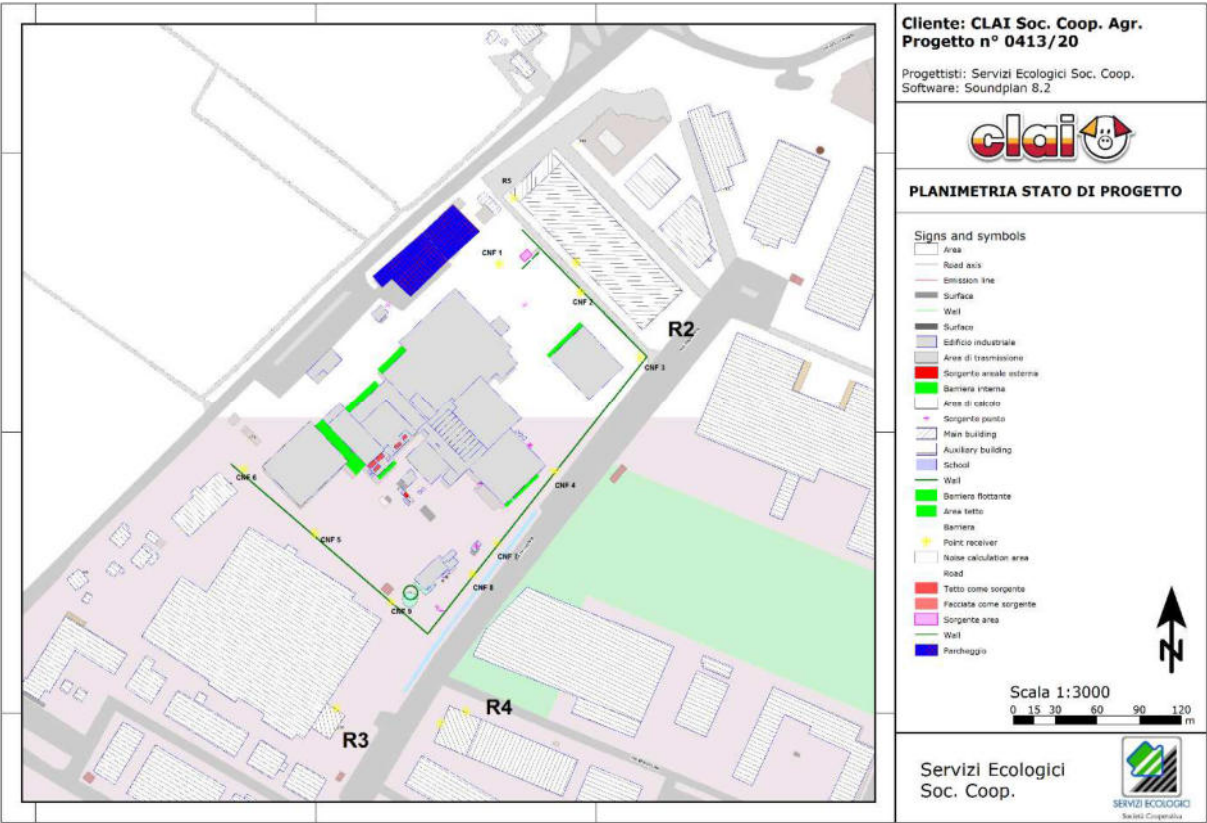 Cliente: CLAI Soc. Coop. Agr.
Progetto n° 0413/20
Progettisti: Servizi Ecologici Soc. Coop.
Software: Soundplan 8.2
clai
PLANIMETRIA STATO DI PROGETTO
Signs and symbols
Area
Road axis
Emission line
Surface
Wall
Surface
Edificio industriale
Area di trasmissione
Sorgente areale esterna
Barriera interna
Area di calcolo
Sorgente punto
Main building
Auxiliary building
School
Wall
Barriera flottante
Area tetto
Barriera
Point receiver
Noise calculation area
Road
Tetto come sorgente
Facciata come sorgente
Sorgente area
Wall
Parcheggio
N
Scala 1:3000
0 15 30 60 90 120
m
Servizi Ecologici
Soc. Coop.
SERVIZI ECOLOGICI
Società Cooperativa
R5
CNF 1
CNF 2
R2
CNF 3
CNF 4
CNF 6
CNF 5
CNF 7
CNF 8
CNF 9
R4
R3